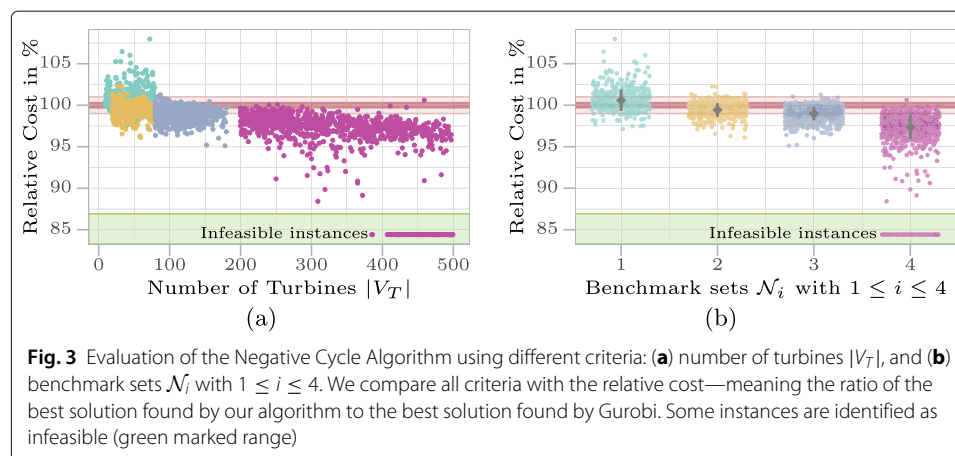 Relative Cost in %
105
100
95
90
85
Infeasible instances
0 100 200 300 400 500
Number of Turbines |V_T|
(a)
Relative Cost in %
105
100
95
90
85
Infeasible instances
1 2 3 4
Benchmark sets 𝒩_i with 1 ≤ i ≤ 4
(b)
Fig. 3 Evaluation of the Negative Cycle Algorithm using different criteria: (a) number of turbines |V_T|, and (b)
benchmark sets 𝒩_i with 1 ≤ i ≤ 4. We compare all criteria with the relative cost—meaning the ratio of the
best solution found by our algorithm to the best solution found by Gurobi. Some instances are identified as
infeasible (green marked range)